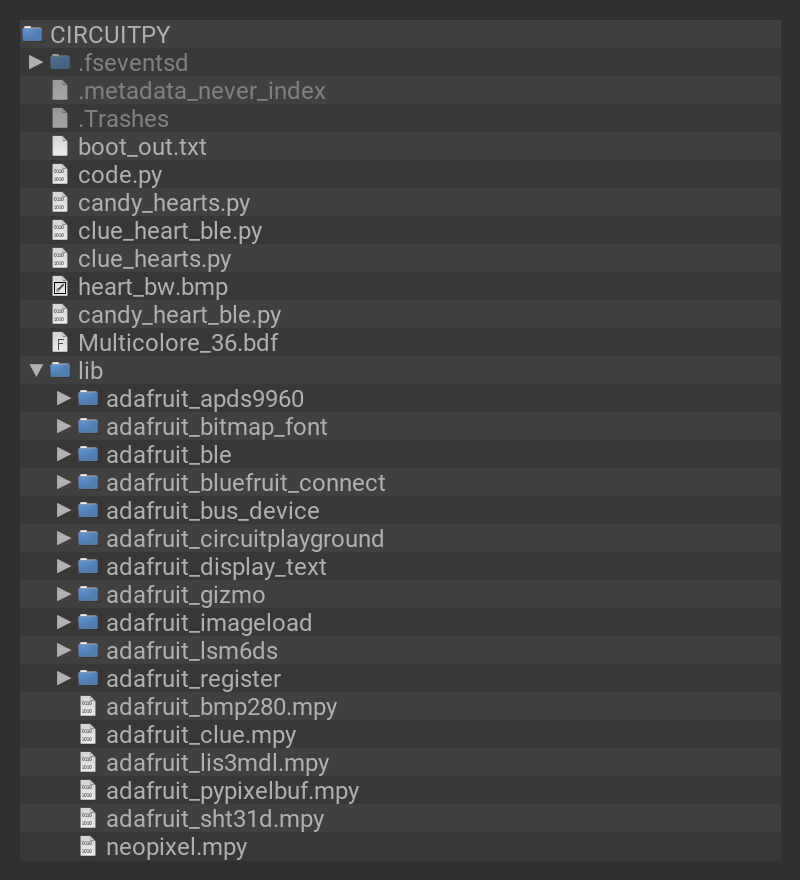 CIRCUITPY
.fseventsd
.metadata_never_index
.Trashes
boot_out.txt
code.py
candy_hearts.py
clue_heart_ble.py
clue_hearts.py
heart_bw.bmp
candy_heart_ble.py
Multicolore_36.bdf
lib
adafruit_apds9960
adafruit_bitmap_font
adafruit_ble
adafruit_bluefruit_connect
adafruit_bus_device
adafruit_circuitplayground
adafruit_display_text
adafruit_gizmo
adafruit_imageload
adafruit_lsm6ds
adafruit_register
adafruit_bmp280.mpy
adafruit_clue.mpy
adafruit_lis3mdl.mpy
adafruit_pypixelbuf.mpy
adafruit_sht31d.mpy
neopixel.mpy